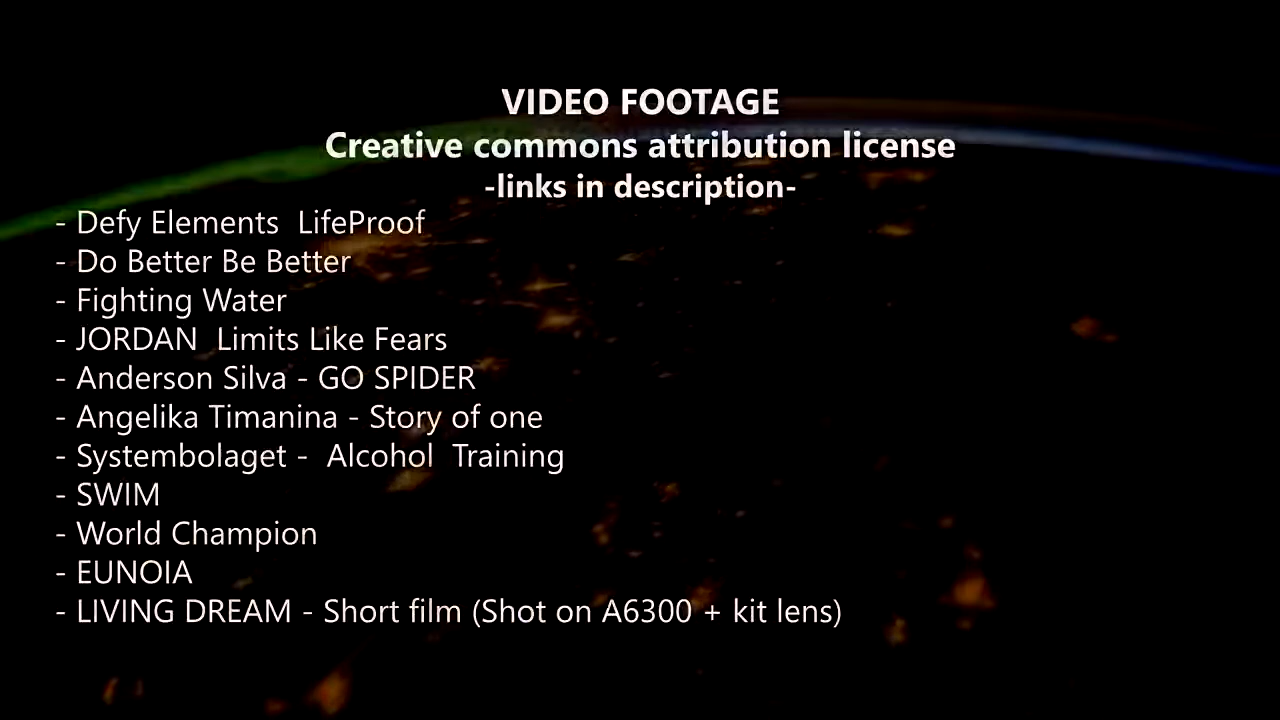 VIDEO FOOTAGE
Creative commons attribution license
-links in description-
- Defy Elements  LifeProof
- Do Better Be Better
- Fighting Water
- JORDAN  Limits Like Fears
- Anderson Silva - GO SPIDER
- Angelika Timanina - Story of one
- Systembolaget -  Alcohol  Training
- SWIM
- World Champion
- EUNOIA
- LIVING DREAM - Short film (Shot on A6300 + kit lens)